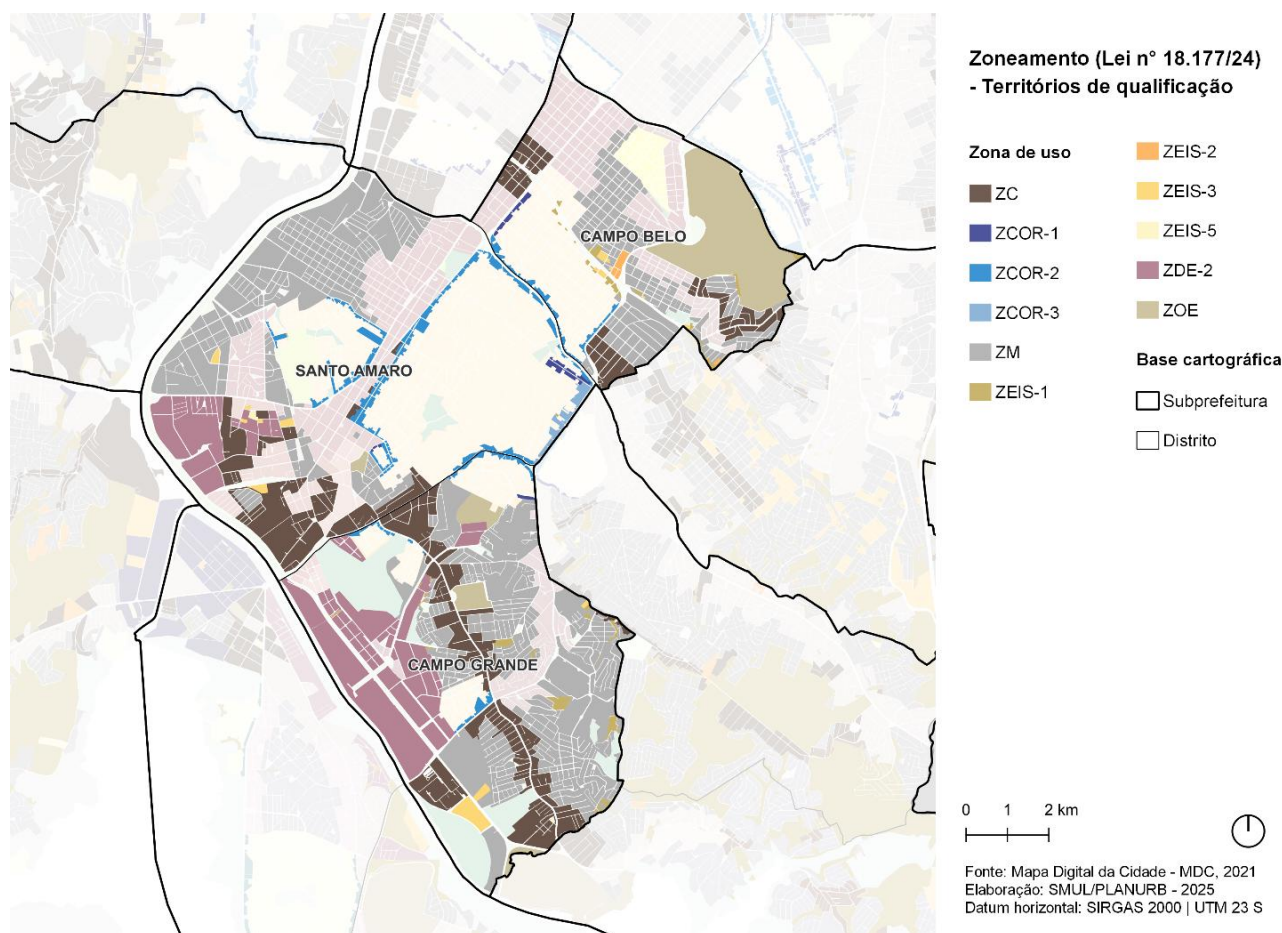 Zoneamento (Lei n° 18.177/24)
- Territórios de qualificação
Zona de uso
ZC
ZCOR-1
ZCOR-2
ZCOR-3
ZM
ZEIS-1
ZEIS-2
ZEIS-3
ZEIS-5
ZDE-2
ZOE
Base cartográfica
Subprefeitura
Distrito
CAMPO BELO
SANTO AMARO
CAMPO GRANDE
0 1 2 km
Fonte: Mapa Digital da Cidade - MDC, 2021
Elaboração: SMUL/PLANURB - 2025
Datum horizontal: SIRGAS 2000 | UTM 23 S